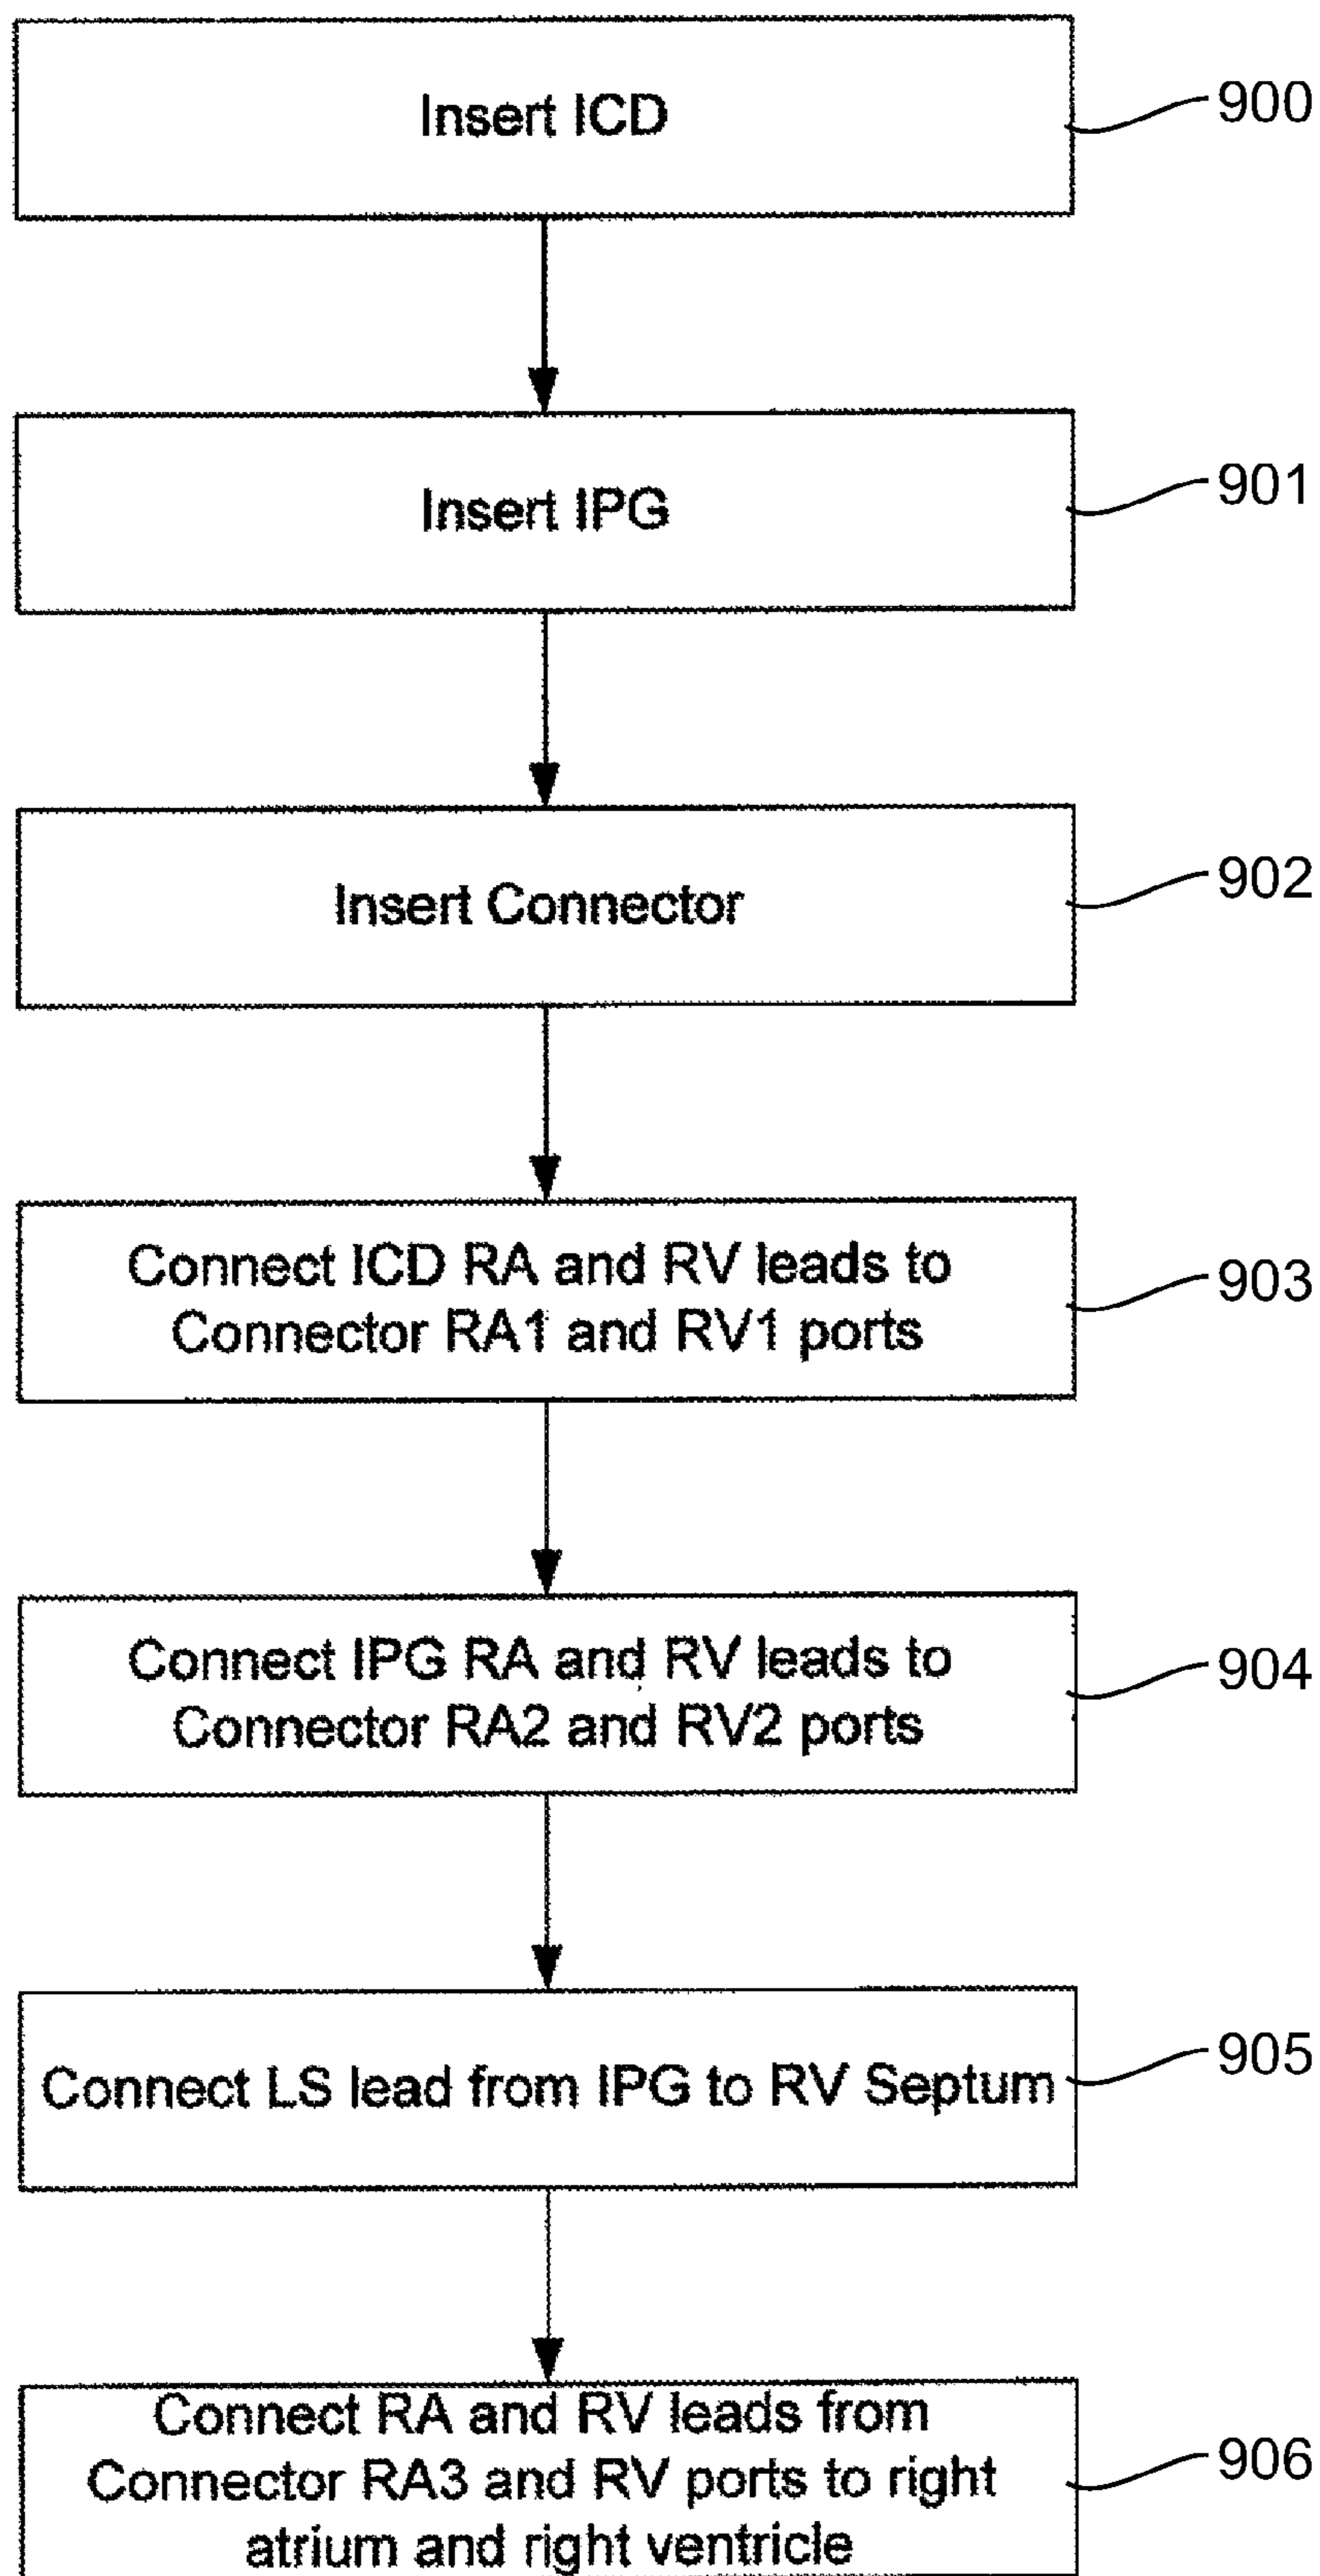 Insert ICD
900
Insert IPG
901
Insert Connector
902
Connect ICD RA and RV leads to
Connector RA1 and RV1 ports
903
Connect IPG RA and RV leads to
Connector RA2 and RV2 ports
904
Connect LS lead from IPG to RV Septum
905
Connect RA and RV leads from
Connector RA3 and RV ports to right
atrium and right ventricle
906